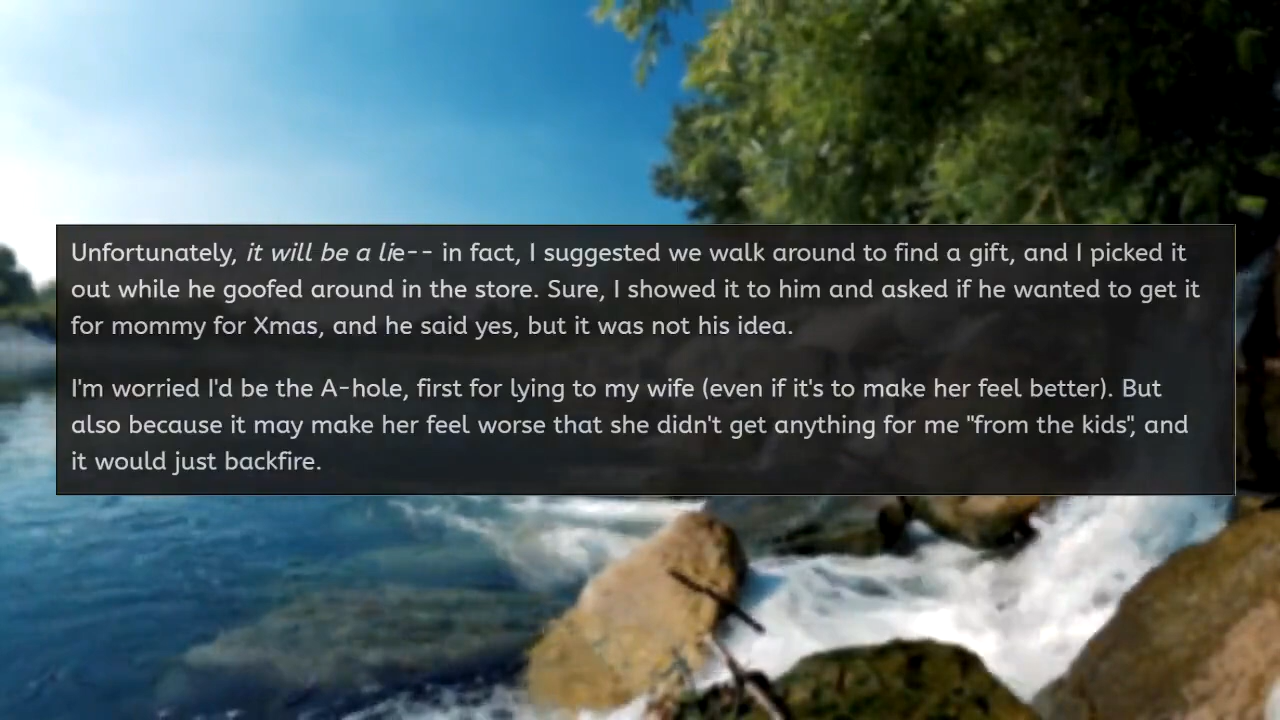 Unfortunately, it will be a lie-- in fact, I suggested we walk around to find a gift, and I picked it
out while he goofed around in the store. Sure, I showed it to him and asked if he wanted to get it
for mommy for Xmas, and he said yes, but it was not his idea.
I'm worried I'd be the A-hole, first for lying to my wife (even if it's to make her feel better). But
also because it may make her feel worse that she didn't get anything for me "from the kids", and
it would just backfire.